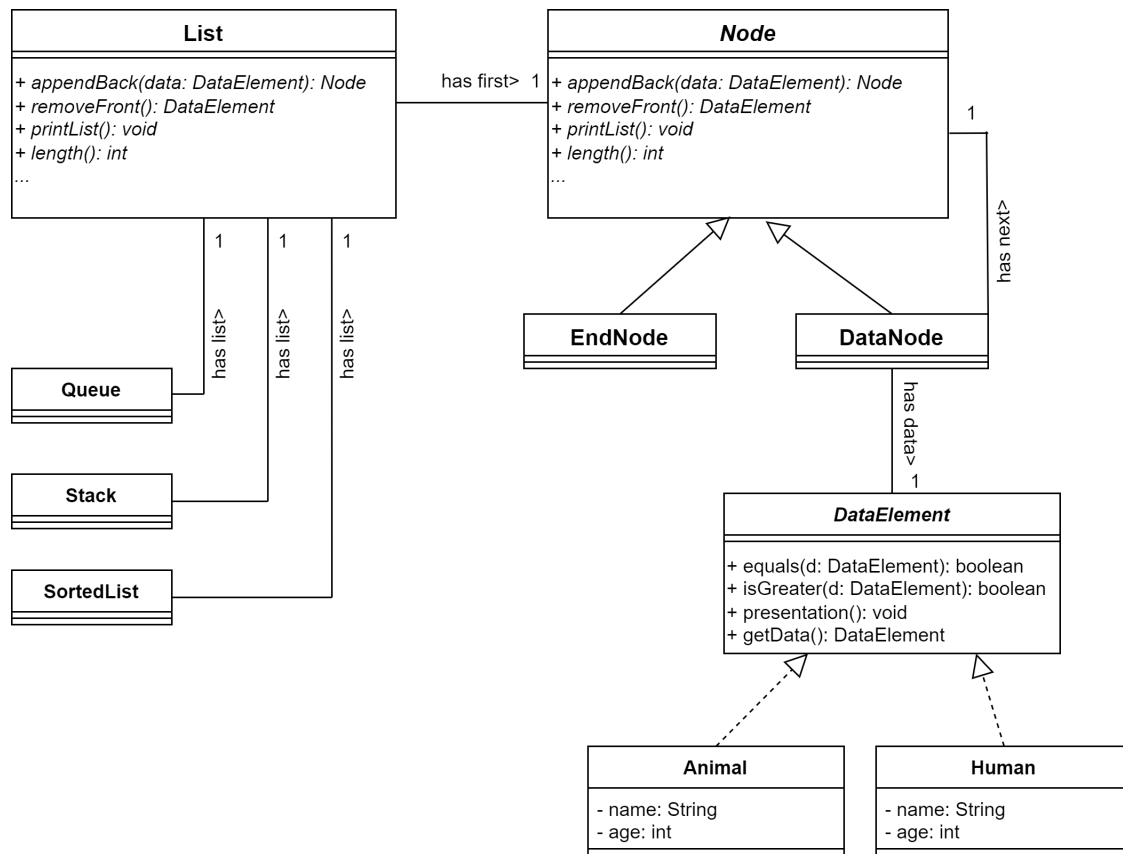 List
+ appendBack(data: DataElement): Node
+ removeFront(): DataElement
+ printList(): void
+ length(): int
...
has first> 1
Node
+ appendBack(data: DataElement): Node
+ removeFront(): DataElement
+ printList(): void
+ length(): int
...
1
has next>
1
1
1
has list>
has list>
has list>
EndNode
DataNode
Queue
Stack
SortedList
has data>
1
DataElement
+ equals(d: DataElement): boolean
+ isGreater(d: DataElement): boolean
+ presentation(): void
+ getData(): DataElement
Animal
- name: String
- age: int
Human
- name: String
- age: int